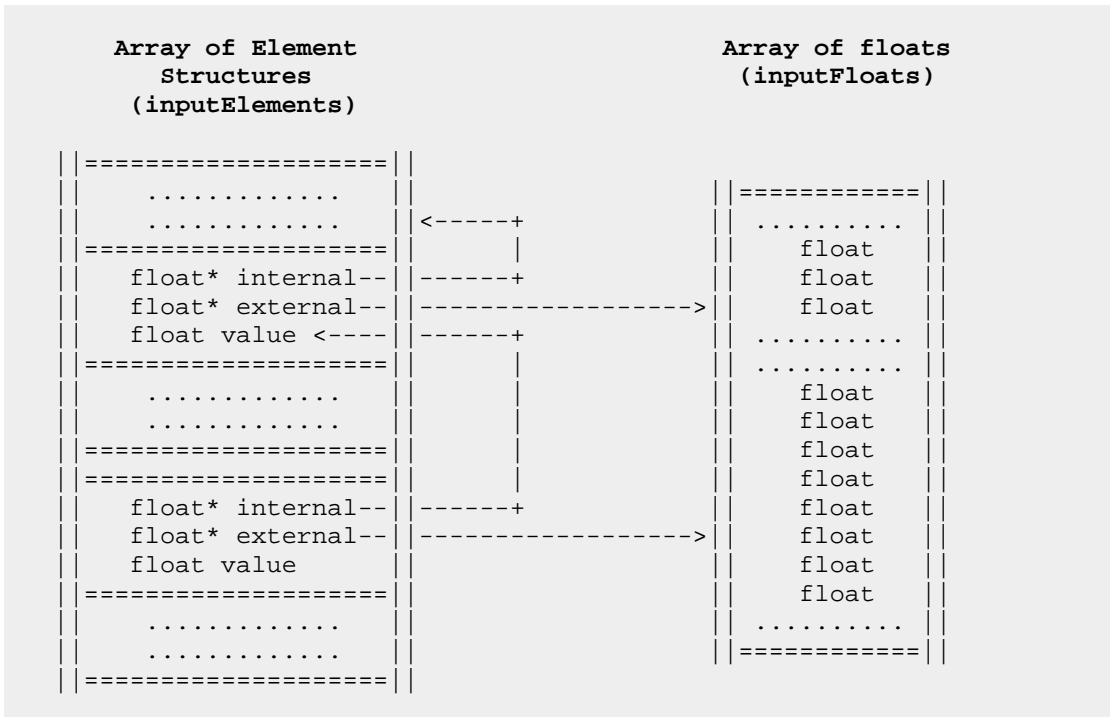 Array of Element Array of floats
Structures (inputFloats)
(inputElements)
||====================||
|| ............. || ||============||
|| ............. ||<-----+ || .......... ||
||====================|| | || float ||
|| float* internal--||------+ || float ||
|| float* external--||------------------>|| float ||
|| float value <----||------+ || .......... ||
||====================|| | || .......... ||
|| ............. || | || float ||
|| ............. || | || float ||
||====================|| | || float ||
||====================|| | || float ||
|| float* internal--||------+ || float ||
|| float* external--||------------------>|| float ||
|| float value || || float ||
||====================|| || float ||
|| ............. || || .......... ||
|| ............. || ||============||
||====================||